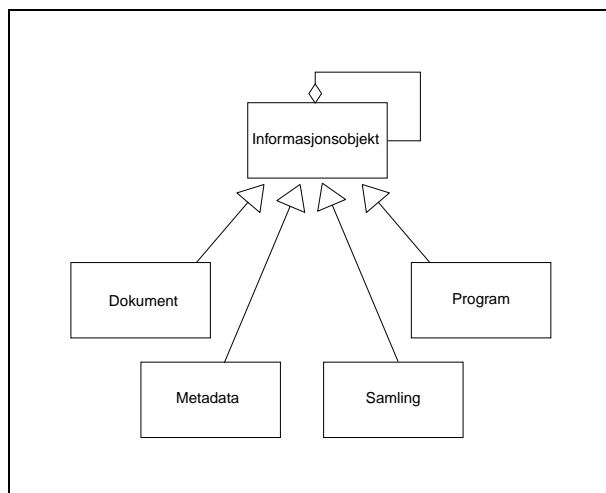 Informasjonsobjekt
Dokument
Program
Metadata
Samling